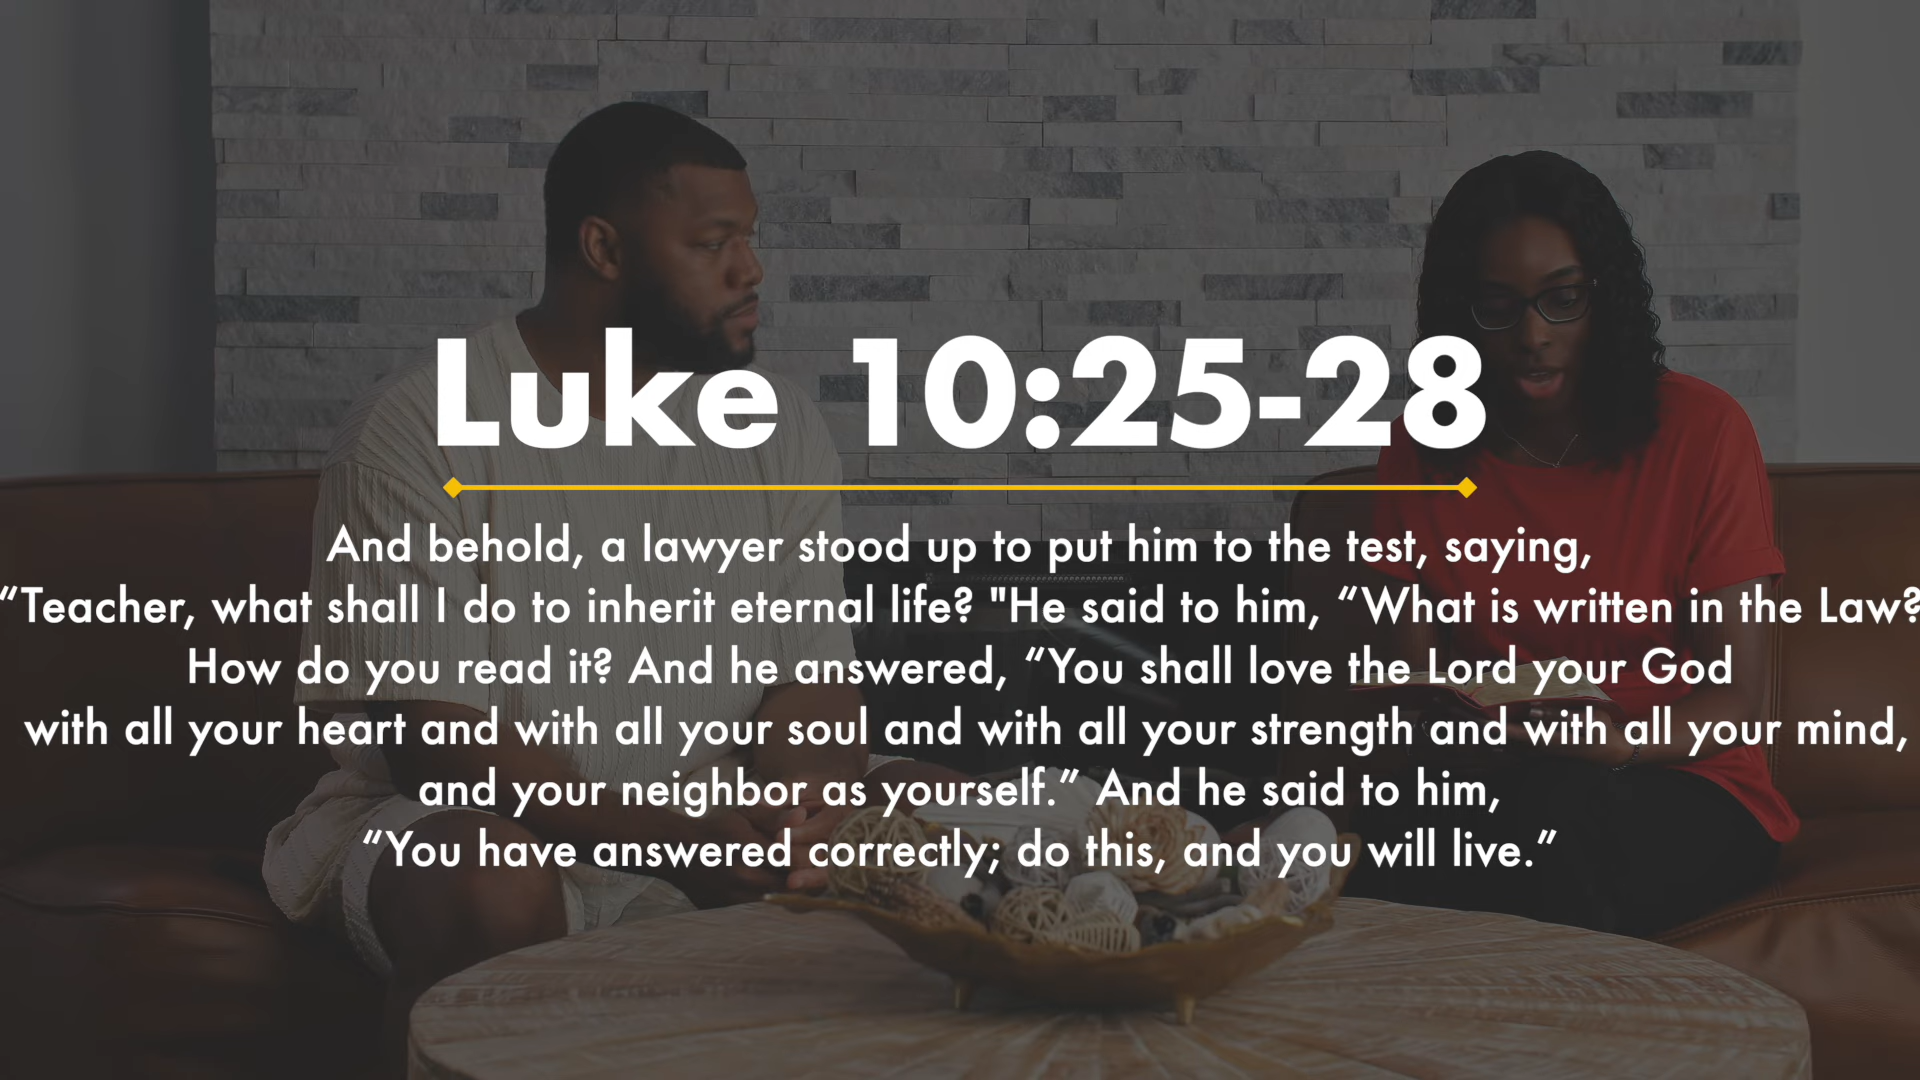 Luke 10:25-28
And behold, a lawyer stood up to put him to the test, saying,
“Teacher, what shall I do to inherit eternal life? "He said to him, “What is written in the Law?
How do you read it? And he answered, “You shall love the Lord your God
with all your heart and with all your soul and with all your strength and with all your mind,
and your neighbor as yourself.” And he said to him,
“You have answered correctly; do this, and you will live.”